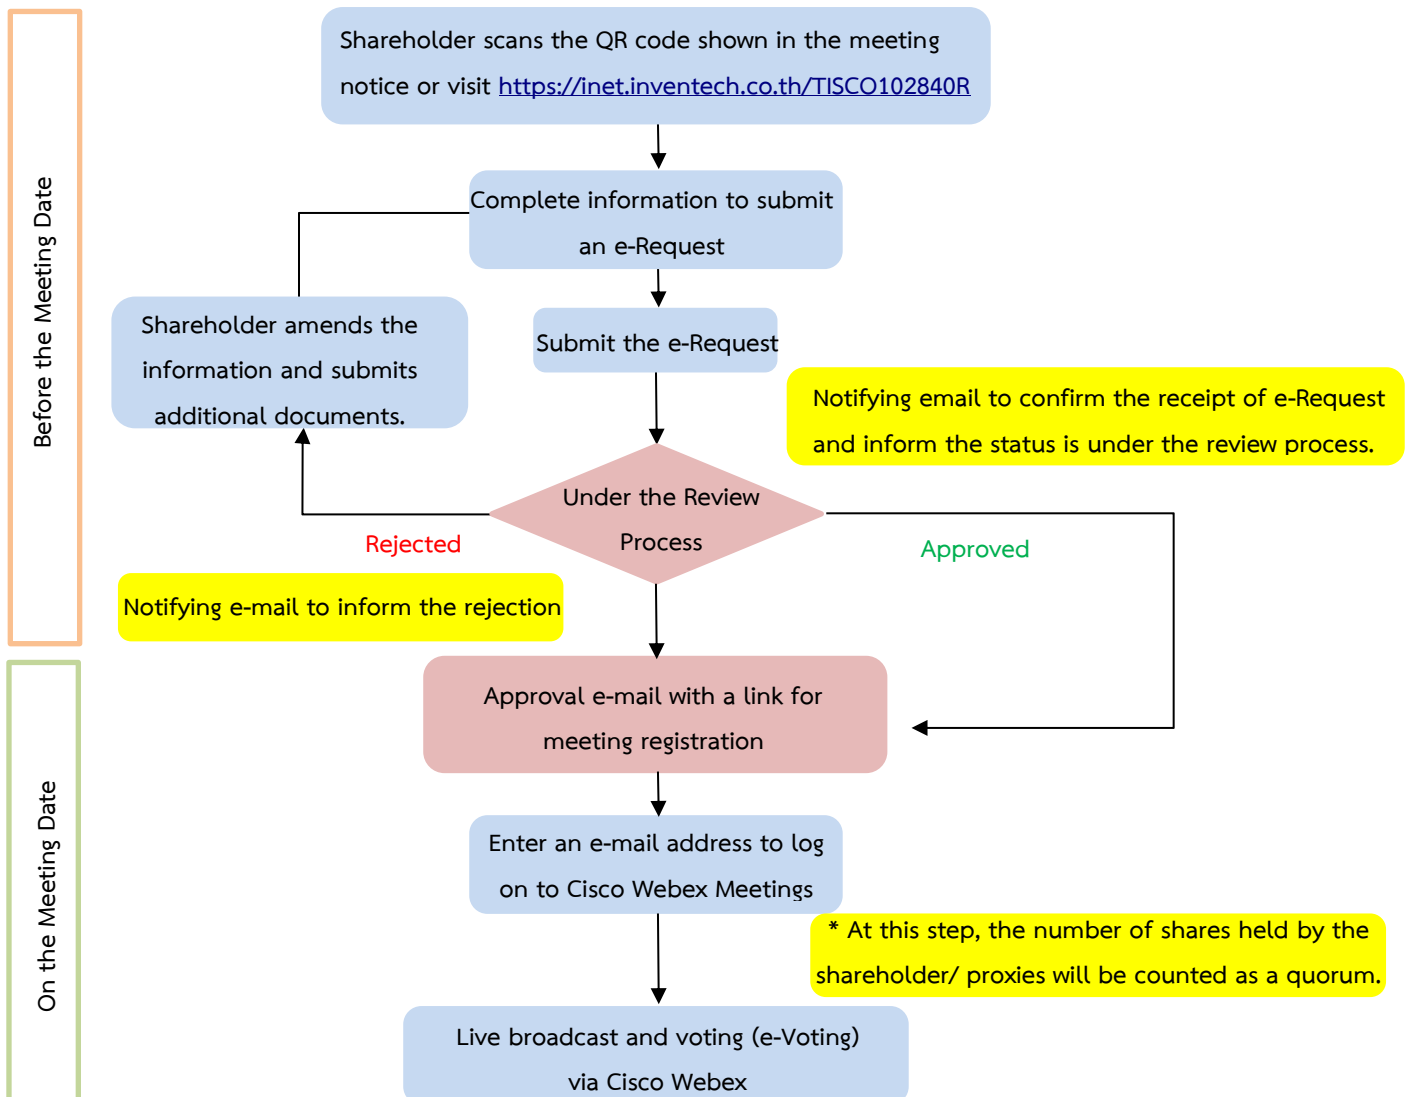 Before the Meeting Date
Shareholder scans the QR code shown in the meeting
notice or visit https://inet.inventech.co.th/TISCO102840R
Complete information to submit
an e-Request
Shareholder amends the
information and submits
additional documents.
Submit the e-Request
Notifying email to confirm the receipt of e-Request
and inform the status is under the review process.
Under the Review
Process
Rejected
Approved
Notifying e-mail to inform the rejection
On the Meeting Date
Approval e-mail with a link for
meeting registration
Enter an e-mail address to log
on to Cisco Webex Meetings
* At this step, the number of shares held by the
shareholder/ proxies will be counted as a quorum.
Live broadcast and voting (e-Voting)
via Cisco Webex